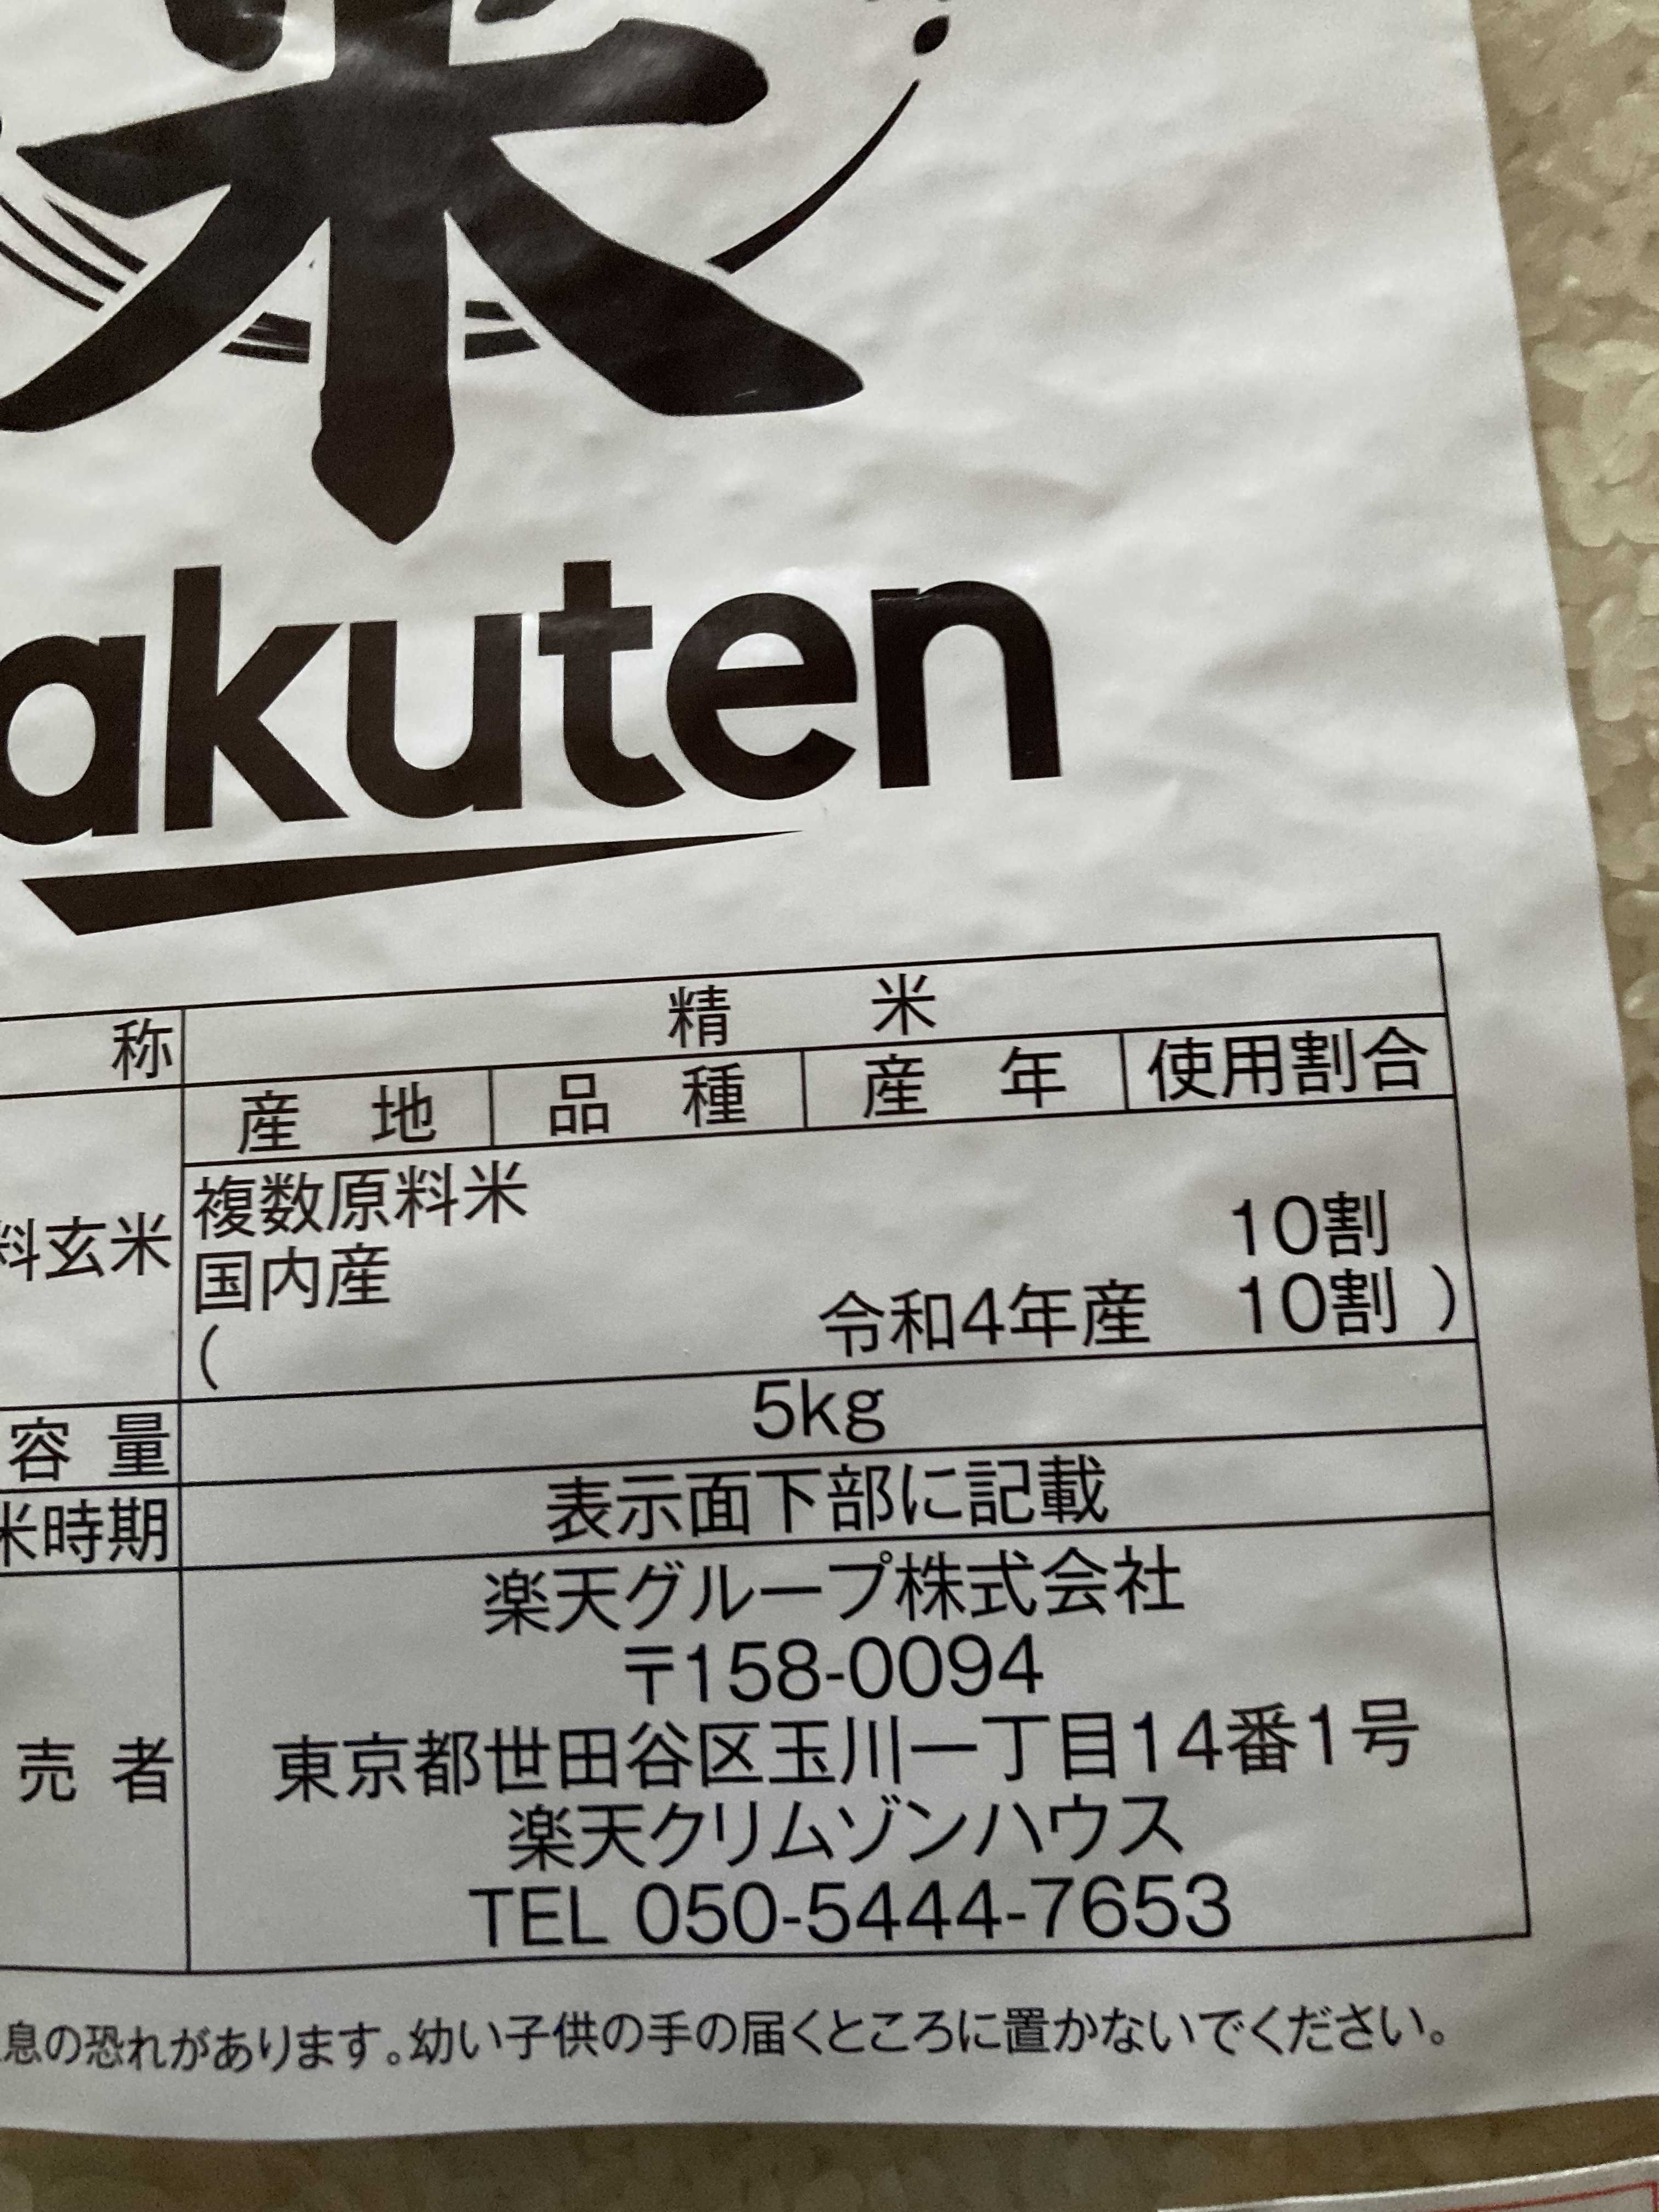 米
akuten
称 精 米
産 地 品 種 産 年 使用割合
料玄米
複数原料米 10割
国内産 令和4年産 10割
( )
容 量 5kg
米時期 表示面下部に記載
売 者
楽天グループ株式会社
〒158-0094
東京都世田谷区玉川一丁目14番1号
楽天クリムゾンハウス
TEL 050-5444-7653
息の恐れがあります。幼い子供の手の届くところに置かないでください。